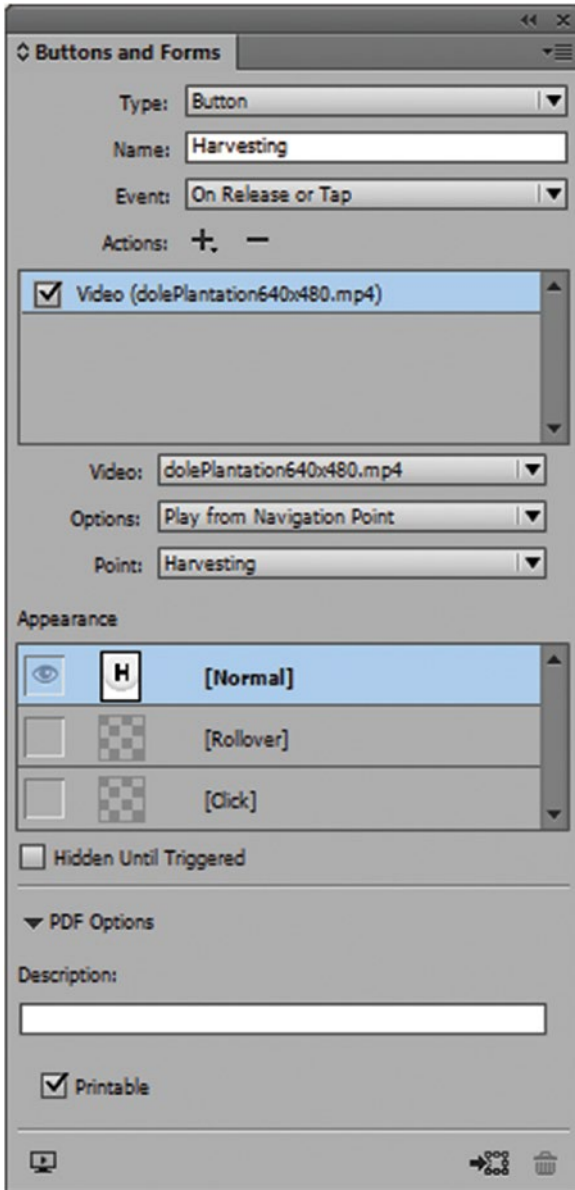 Buttons and Forms
Type: Button
Name: Harvesting
Event: On Release or Tap
Actions:
Video (dolePlantation640x480.mp4)
Video: dolePlantation640x480.mp4
Options: Play from Navigation Point
Point: Harvesting
Appearance
H [Normal]
[Rollover]
[Click]
Hidden Until Triggered
PDF Options
Description:
Printable